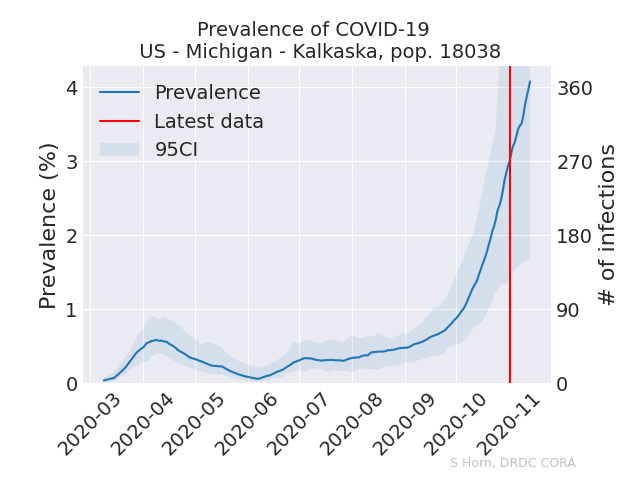 Prevalence of COVID-19
US - Michigan - Kalkaska, pop. 18038
Prevalence
Latest data
95CI
Prevalence (%)
4
3
2
1
0
# of infections
360
270
180
90
0
2020-03
2020-04
2020-05
2020-06
2020-07
2020-08
2020-09
2020-10
2020-11
S Horn, DRDC CORA